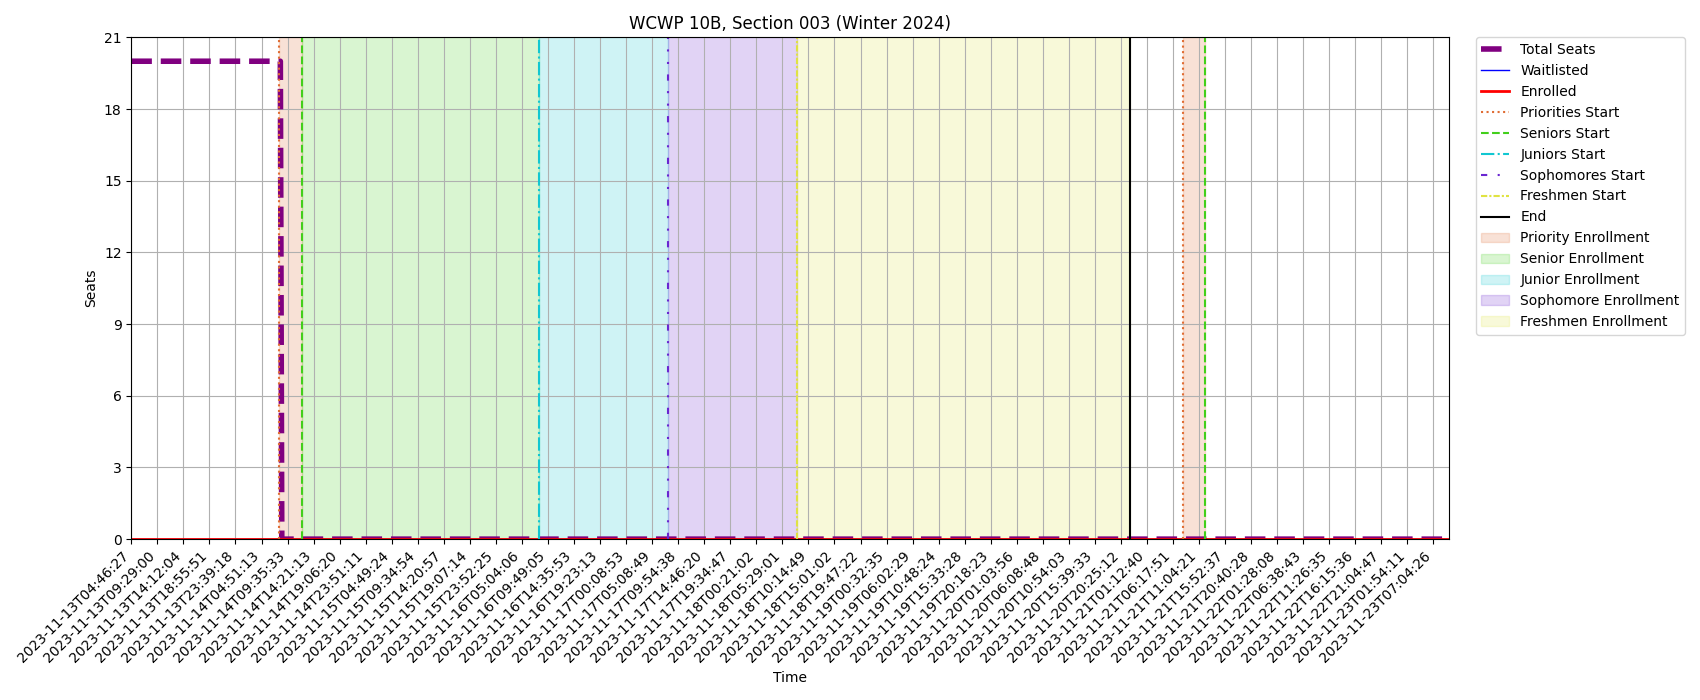 WCWP 10B, Section 003 (Winter 2024)
21
18
15
12
9
6
3
0
Seats
2023-11-13T04:46:27
2023-11-13T09:29:00
2023-11-13T14:12:04
2023-11-13T18:55:51
2023-11-13T23:39:18
2023-11-14T04:51:13
2023-11-14T09:35:33
2023-11-14T14:21:13
2023-11-14T19:06:20
2023-11-14T23:51:11
2023-11-15T04:49:24
2023-11-15T09:34:54
2023-11-15T14:20:57
2023-11-15T19:07:14
2023-11-15T23:52:25
2023-11-16T05:04:06
2023-11-16T09:49:05
2023-11-16T14:35:53
2023-11-16T19:23:13
2023-11-17T00:08:53
2023-11-17T05:08:49
2023-11-17T09:54:38
2023-11-17T14:46:20
2023-11-17T19:34:47
2023-11-18T00:21:02
2023-11-18T05:29:01
2023-11-18T10:14:49
2023-11-18T15:01:02
2023-11-18T19:47:22
2023-11-19T00:32:35
2023-11-19T06:02:29
2023-11-19T10:48:24
2023-11-19T15:33:28
2023-11-19T20:18:23
2023-11-20T01:03:56
2023-11-20T06:08:48
2023-11-20T10:54:03
2023-11-20T15:39:33
2023-11-20T20:25:12
2023-11-21T01:12:40
2023-11-21T06:17:51
2023-11-21T11:04:21
2023-11-21T15:52:37
2023-11-21T20:40:28
2023-11-22T01:28:08
2023-11-22T06:38:43
2023-11-22T11:26:35
2023-11-22T16:15:36
2023-11-22T21:04:47
2023-11-23T01:54:11
2023-11-23T07:04:26
Time
Total Seats
Waitlisted
Enrolled
Priorities Start
Seniors Start
Juniors Start
Sophomores Start
Freshmen Start
End
Priority Enrollment
Senior Enrollment
Junior Enrollment
Sophomore Enrollment
Freshmen Enrollment